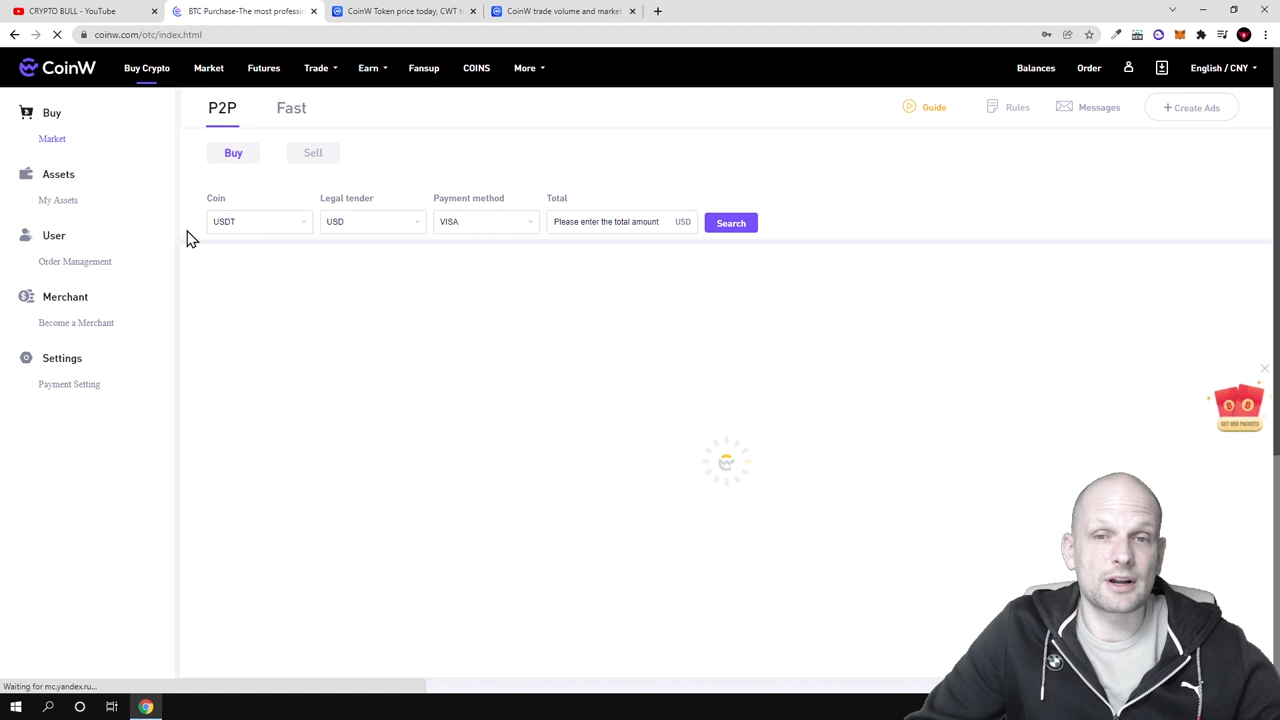 CRYPTO BULL - YouTube
BTC Purchase-The most professi
CoinW Token price today, CWT t
CoinW trade volume and market
coinw.com/otc/index.html
CoinW
Buy Crypto
Market
Futures
Trade
Earn
Fansup
COINS
More
Balances
Order
English / CNY
Buy
Market
Assets
My Assets
User
Order Management
Merchant
Become a Merchant
Settings
Payment Setting
P2P
Fast
Guide
Rules
Messages
+ Create Ads
Buy
Sell
Coin
Legal tender
Payment method
Total
USDT
USD
VISA
Please enter the total amount
USD
Search
GET RED PACKETS
Waiting for mc.yandex.ru...